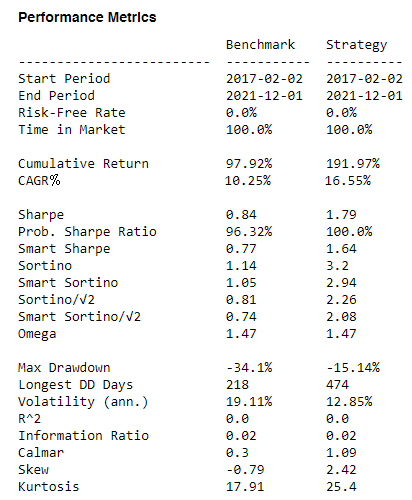 Performance Metrics
Benchmark Strategy
------------------------- ---------- ----------
Start Period 2017-02-02 2017-02-02
End Period 2021-12-01 2021-12-01
Risk-Free Rate 0.0% 0.0%
Time in Market 100.0% 100.0%
Cumulative Return 97.92% 191.97%
CAGR% 10.25% 16.55%
Sharpe 0.84 1.79
Prob. Sharpe Ratio 96.32% 100.0%
Smart Sharpe 0.77 1.64
Sortino 1.14 3.2
Smart Sortino 1.05 2.94
Sortino/√2 0.81 2.26
Smart Sortino/√2 0.74 2.08
Omega 1.47 1.47
Max Drawdown -34.1% -15.14%
Longest DD Days 218 474
Volatility (ann.) 19.11% 12.85%
R^2 0.0 0.0
Information Ratio 0.02 0.02
Calmar 0.3 1.09
Skew -0.79 2.42
Kurtosis 17.91 25.4